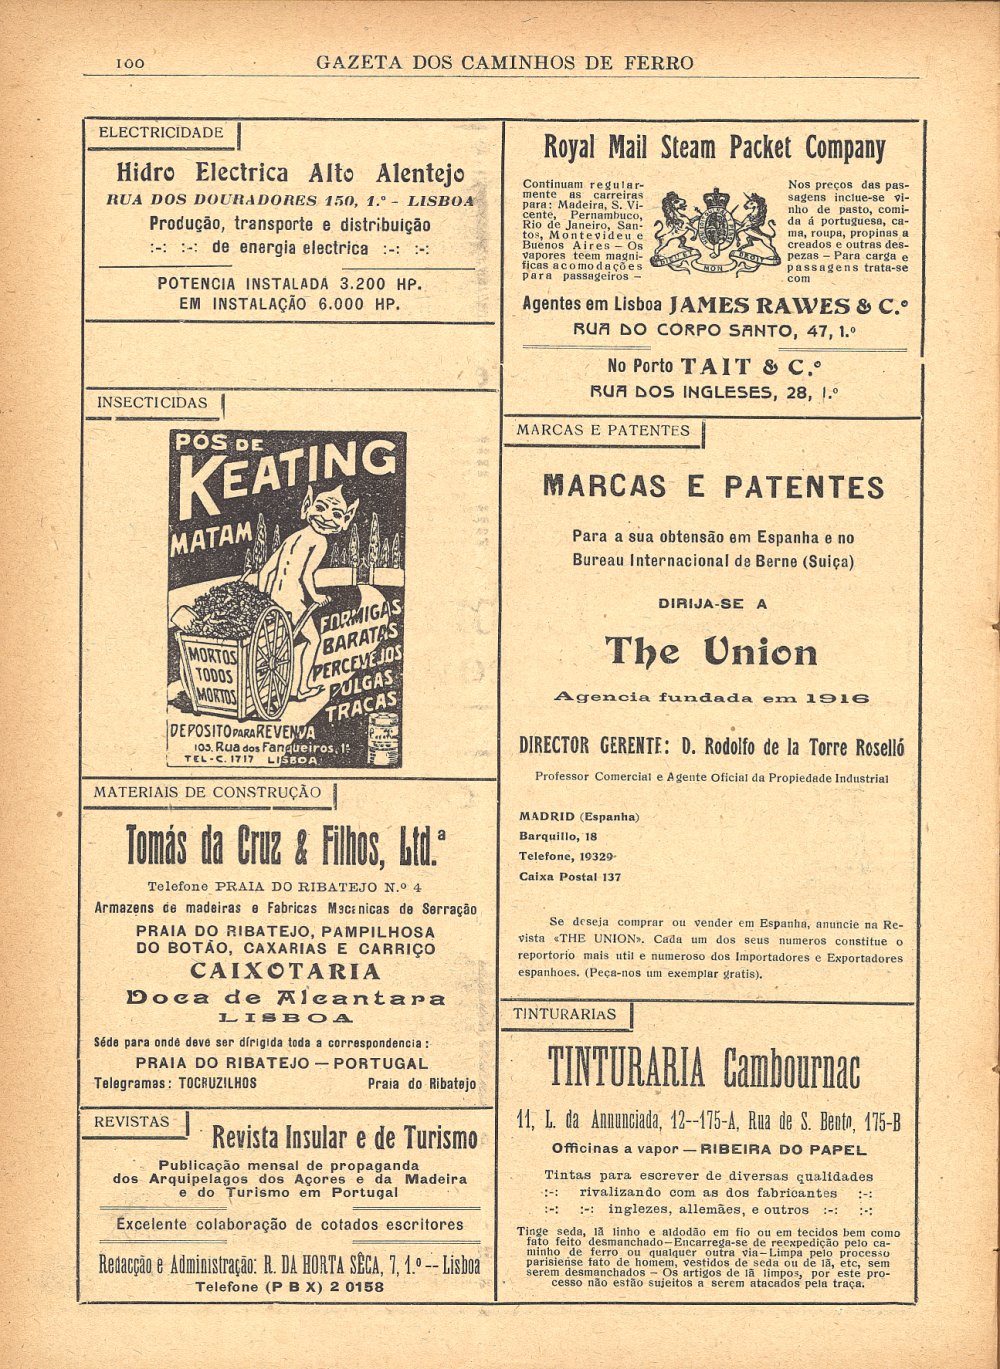 100
GAZETA DOS CAMINHOS DE FERRO
ELECTRICIDADE
Hidro Electrica Alto Alentejo
RUA DOS DOURADORES 150, 1.º - LISBOA
Produção, transporte e distribuição
:-: :-: de energia electrica :-: :-:
POTENCIA INSTALADA 3.200 HP.
EM INSTALAÇÃO 6.000 HP.
INSECTICIDAS
PÓS DE
KEATING
MATAM
FORMIGAS
BARATAS
PERCEVEJOS
PULGAS
TRAÇAS
MORTOS
TODOS
MORTOS
DEPOSITO PARA REVENDA
103, Rua dos Fanqueiros, 1º
TEL-C. 1717 LISBOA
MATERIAIS DE CONSTRUÇÃO
Tomás da Cruz & Filhos, Ltd.ª
Telefone PRAIA DO RIBATEJO N.º 4
Armazens de madeiras e Fabricas Mecanicas de Serração
PRAIA DO RIBATEJO, PAMPILHOSA
DO BOTÃO, CAXARIAS E CARRIÇO
CAIXOTARIA
Doca de Alcantara
LISBOA
Séde para onde deve ser dirigida toda a correspondencia:
PRAIA DO RIBATEJO — PORTUGAL
Telegramas: TOCRUZILHOS Praia do Ribatejo
REVISTAS
Revista Insular e de Turismo
Publicação mensal de propaganda
dos Arquipelagos dos Açores e da Madeira
e do Turismo em Portugal
Excelente colaboração de cotados escritores
Redacção e Administração: R. DA HORTA SÊCA, 7, 1.º -- Lisboa
Telefone (P B X) 2 0158
Royal Mail Steam Packet Company
Continuam regular-
mente as carreiras
para: Madeira, S. Vi-
cente, Pernambuco,
Rio de Janeiro, San-
tos, Montevideu e
Buenos Aires — Os
vapores teem magni-
ficas acomodações
para passageiros —
DIEU ET MON DROIT
Nos preços das pas-
sagens inclue-se vi-
nho de pasto, comi-
da á portuguesa, ca-
ma, roupa, propinas a
creados e outras des-
pezas — Para carga e
passagens trata-se
com
Agentes em Lisboa JAMES RAWES & C.º
RUA DO CORPO SANTO, 47, 1.º
No Porto TAIT & C.º
RUA DOS INGLESES, 28, 1.º
MARCAS E PATENTES
MARCAS E PATENTES
Para a sua obtensão em Espanha e no
Bureau Internacional de Berne (Suiça)
DIRIJA-SE A
The Union
Agencia fundada em 1916
DIRECTOR GERENTE: D. Rodolfo de la Torre Roselló
Professor Comercial e Agente Oficial da Propiedade Industrial
MADRID (Espanha)
Barquillo, 18
Telefone, 19329
Caixa Postal 137
Se deseja comprar ou vender em Espanha, anuncie na Re-
vista «THE UNION». Cada um dos seus numeros constitue o
reportorio mais util e numeroso dos Importadores e Exportadores
espanhoes. (Peça-nos um exemplar gratis).
TINTURARIAS
TINTURARIA Cambournac
11, L. da Annunciada, 12--175-A, Rua de S. Bento, 175-B
Officinas a vapor — RIBEIRA DO PAPEL
Tintas para escrever de diversas qualidades
:-: rivalizando com as dos fabricantes :-:
:-: :-: inglezes, allemães, e outros :-: :-:
Tinge seda, lã linho e aldodão em fio ou em tecidos bem como
fato feito desmanchado—Encarrega-se de reexpedição pelo ca-
minho de ferro ou qualquer outra via—Limpa pelo processo
parisiense fato de homem, vestidos de seda ou de lã, etc, sem
serem desmanchados — Os artigos de lã limpos, por este pro-
cesso não estão sujeitos a serem atacados pela traça.